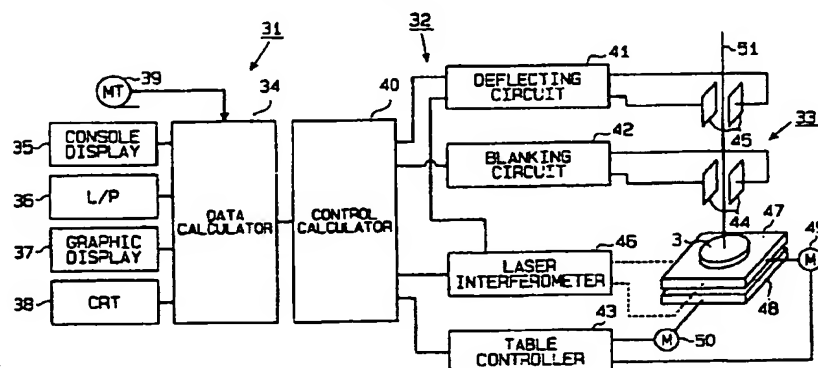 31
32
41
51
39
MT
34
40
DEFLECTING
CIRCUIT
33
35
CONSOLE
DISPLAY
42
45
36
L/P
BLANKING
CIRCUIT
DATA
CALCULATOR
CONTROL
CALCULATOR
44
47
49
37
GRAPHIC
DISPLAY
46
3
M
LASER
INTERFEROMETER
38
CRT
43
48
TABLE
CONTROLLER
M
50